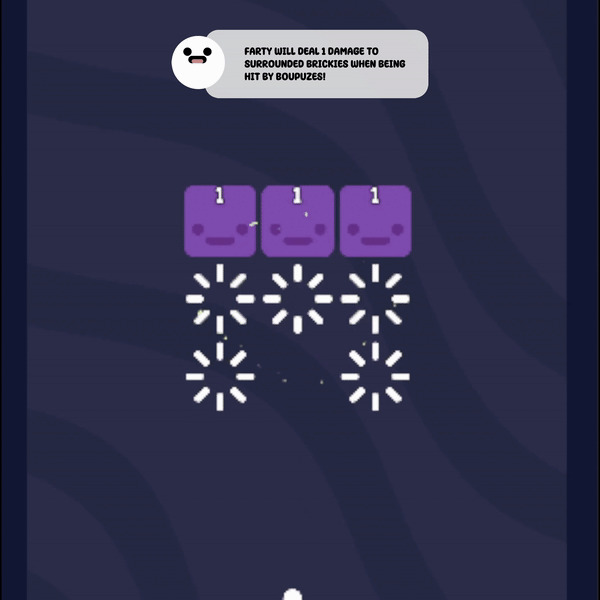 FARTY WILL DEAL 1 DAMAGE TO
SURROUNDED BRICKIES WHEN BEING
HIT BY BOUPUZES!
1 1 1